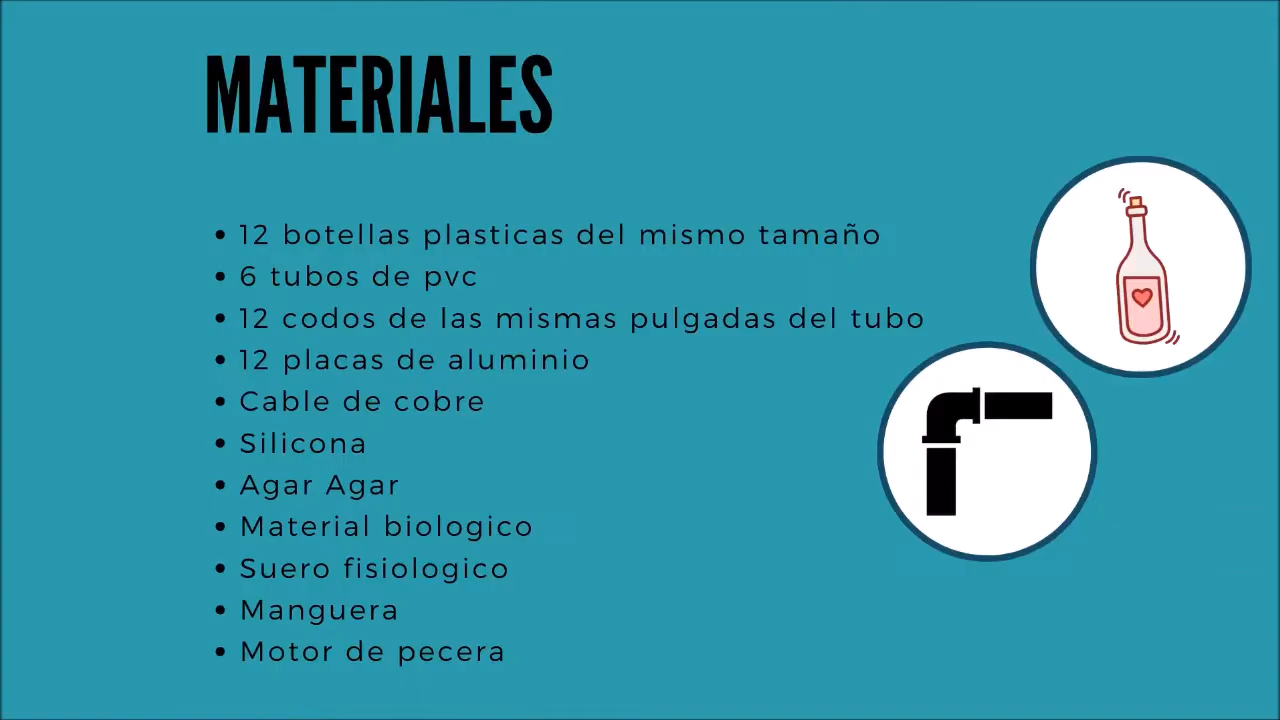 MATERIALES
• 12 botellas plasticas del mismo tamaño
• 6 tubos de pvc
• 12 codos de las mismas pulgadas del tubo
• 12 placas de aluminio
• Cable de cobre
• Silicona
• Agar Agar
• Material biologico
• Suero fisiologico
• Manguera
• Motor de pecera